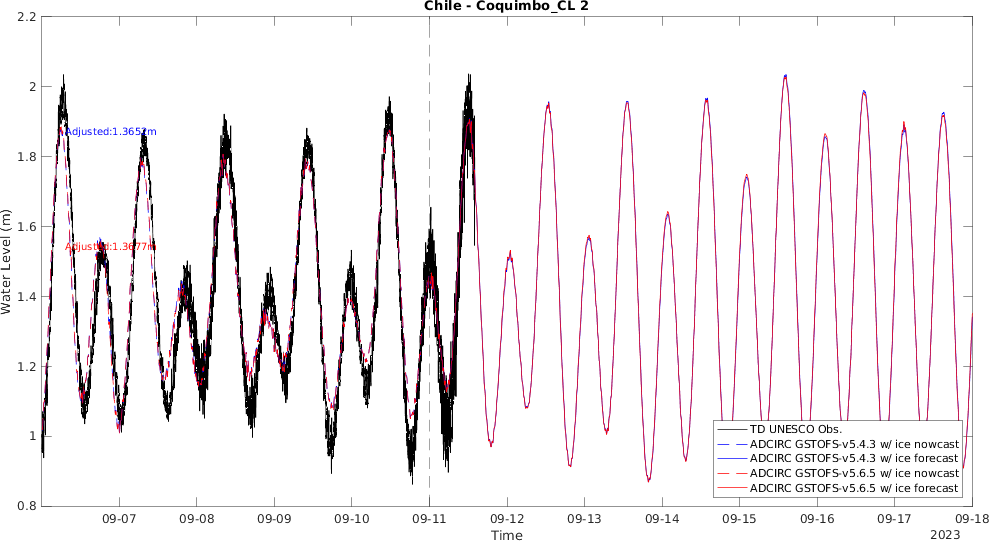 Chile - Coquimbo_CL 2
2.2
2
1.8
1.6
1.4
1.2
1
0.8
Water Level (m)
Adjusted:1.3652m
Adjusted:1.3677m
TD UNESCO Obs.
ADCIRC GSTOFS-v5.4.3 w/ ice nowcast
ADCIRC GSTOFS-v5.4.3 w/ ice forecast
ADCIRC GSTOFS-v5.6.5 w/ ice nowcast
ADCIRC GSTOFS-v5.6.5 w/ ice forecast
09-07 09-08 09-09 09-10 09-11 09-12 09-13 09-14 09-15 09-16 09-17 09-18
Time
2023